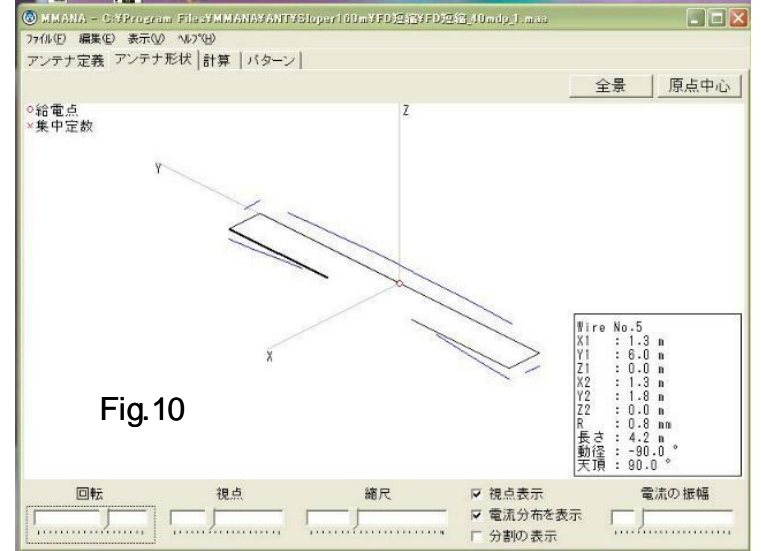 MMANA - C:¥Program Files¥MMANA¥ANT¥Sloper160m¥FD短縮¥FD短縮_40mdp_1.maa
ファイル(F) 編集(E) 表示(V) ヘルプ(H)
アンテナ定義 アンテナ形状 計算 パターン
全景 原点中心
○給電点
×集中定数
Z
Y
X
Wire No.5
X1 : 1.3 m
Y1 : 6.0 m
Z1 : 0.0 m
X2 : 1.3 m
Y2 : 1.8 m
Z2 : 0.0 m
R : 0.8 mm
長さ : 4.2 m
動径 : -90.0 °
天頂 : 90.0 °
Fig.10
回転 視点 縮尺 視点表示 電流の振幅
電流分布を表示
分割の表示